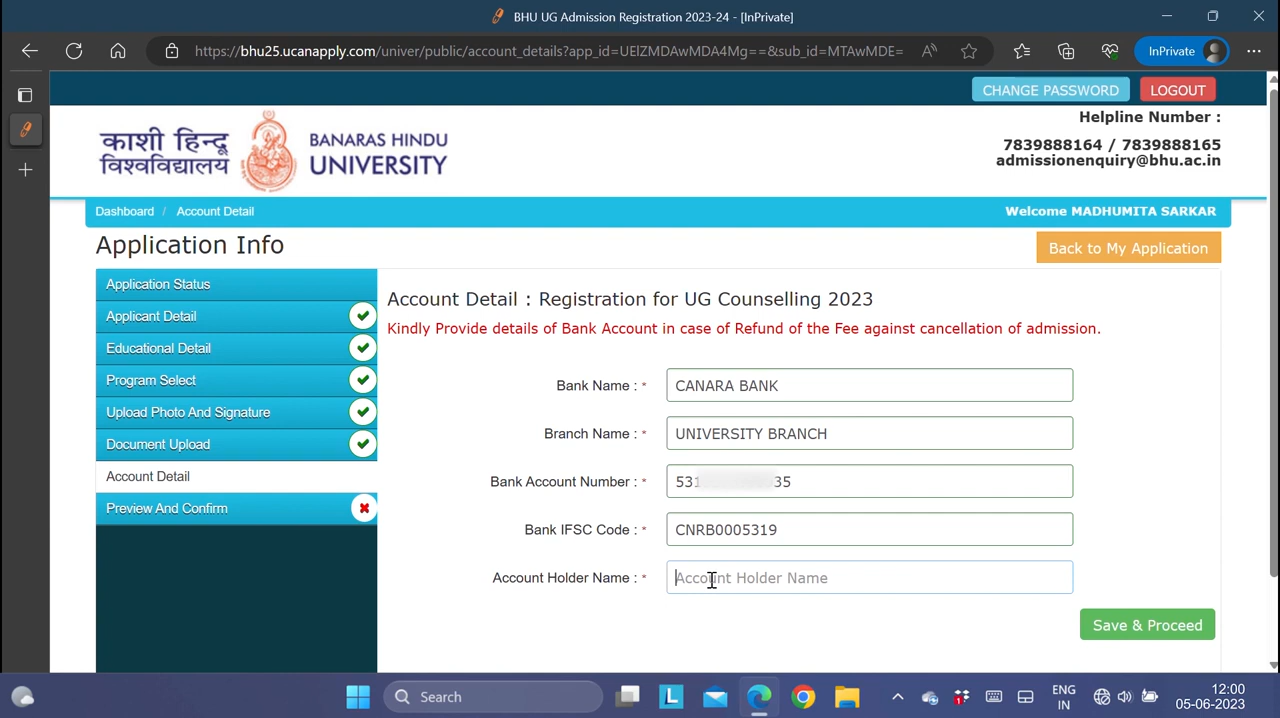 BHU UG Admission Registration 2023-24 - [InPrivate]
https://bhu25.ucanapply.com/univer/public/account_details?app_id=UElZMDAwMDA4Mg==&sub_id=MTAwMDE=
InPrivate
CHANGE PASSWORD
LOGOUT
Helpline Number :
7839888164 / 7839888165
admissionenquiry@bhu.ac.in
काशी हिन्दू
विश्वविद्यालय
BANARAS HINDU
UNIVERSITY
Dashboard / Account Detail
Welcome MADHUMITA SARKAR
Application Info
Back to My Application
Application Status
Applicant Detail
Educational Detail
Program Select
Upload Photo And Signature
Document Upload
Account Detail
Preview And Confirm
Account Detail : Registration for UG Counselling 2023
Kindly Provide details of Bank Account in case of Refund of the Fee against cancellation of admission.
Bank Name : * CANARA BANK
Branch Name : * UNIVERSITY BRANCH
Bank Account Number : * 531 35
Bank IFSC Code : * CNRB0005319
Account Holder Name : * Account Holder Name
Save & Proceed
Search
L
1
ENG
IN
12:00
05-06-2023